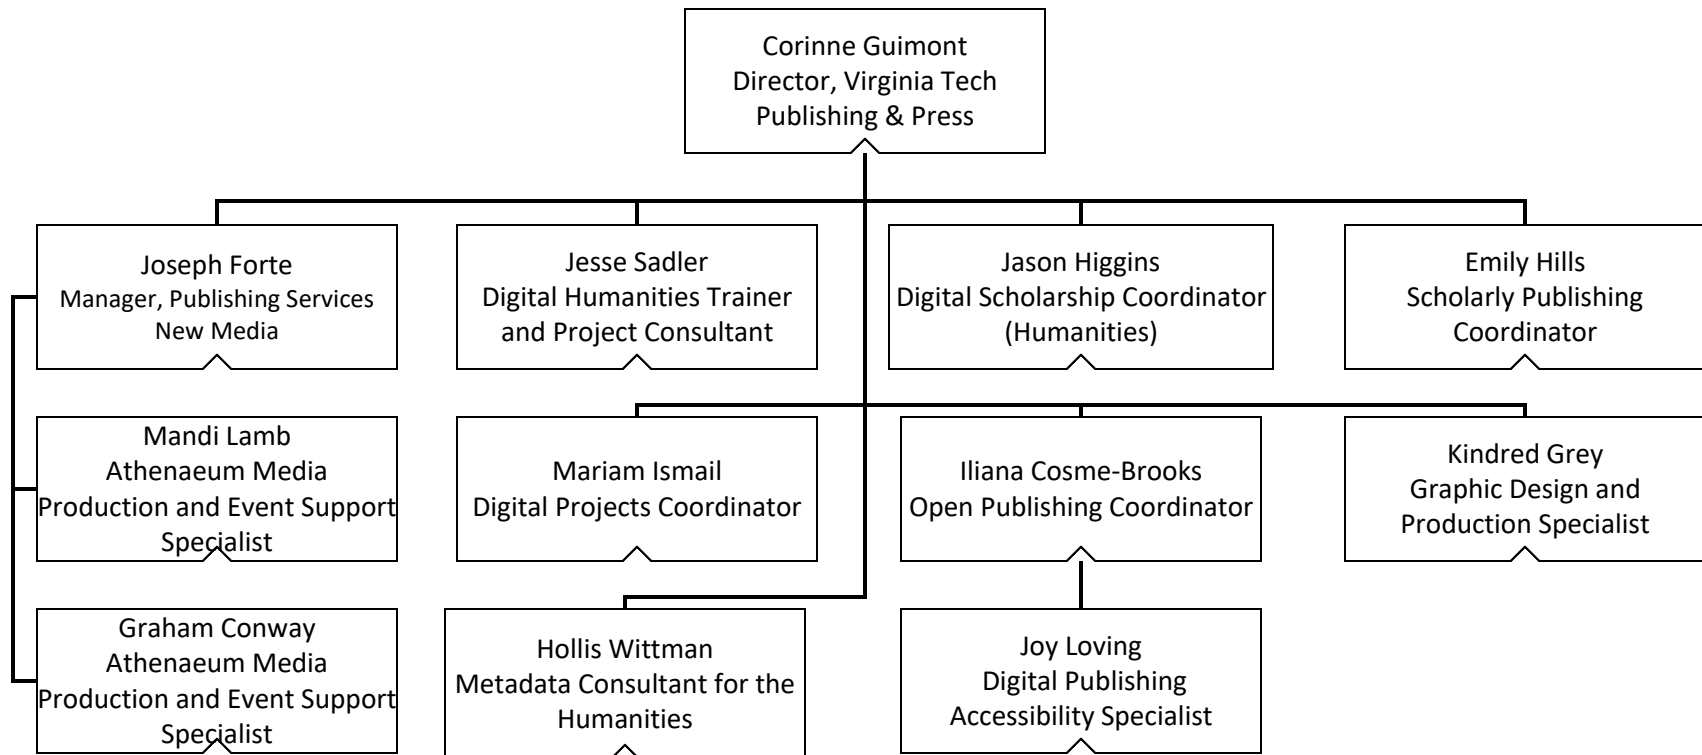 Corinne Guimont
Director, Virginia Tech
Publishing & Press
Joseph Forte
Manager, Publishing Services
New Media
Jesse Sadler
Digital Humanities Trainer
and Project Consultant
Jason Higgins
Digital Scholarship Coordinator
(Humanities)
Emily Hills
Scholarly Publishing
Coordinator
Mandi Lamb
Athenaeum Media
Production and Event Support
Specialist
Mariam Ismail
Digital Projects Coordinator
Iliana Cosme-Brooks
Open Publishing Coordinator
Kindred Grey
Graphic Design and
Production Specialist
Graham Conway
Athenaeum Media
Production and Event Support
Specialist
Hollis Wittman
Metadata Consultant for the
Humanities
Joy Loving
Digital Publishing
Accessibility Specialist